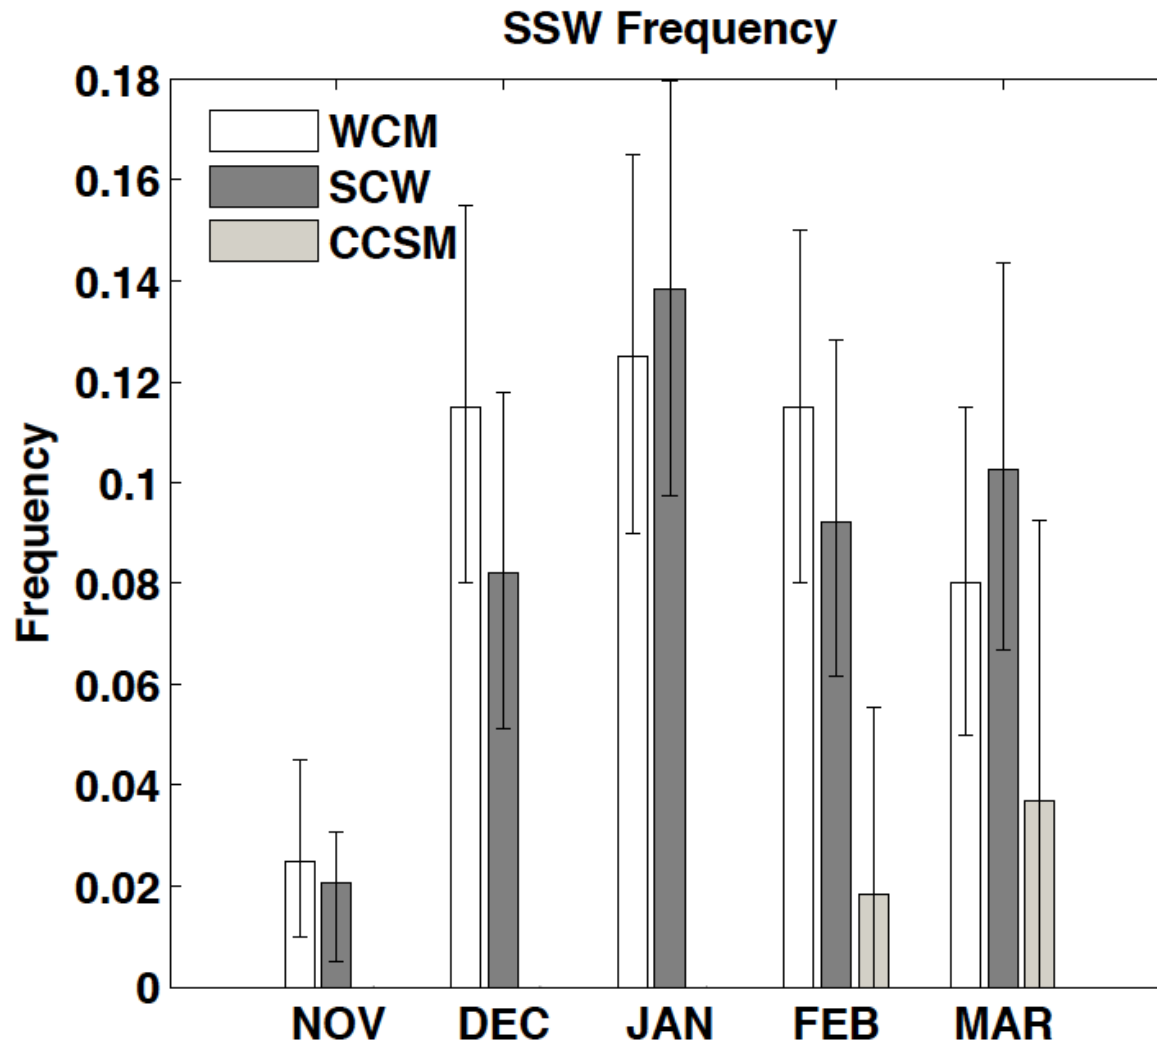 SSW Frequency
0.18
0.16
0.14
0.12
0.1
0.08
0.06
0.04
0.02
0
Frequency
WCM
SCW
CCSM
NOV DEC JAN FEB MAR